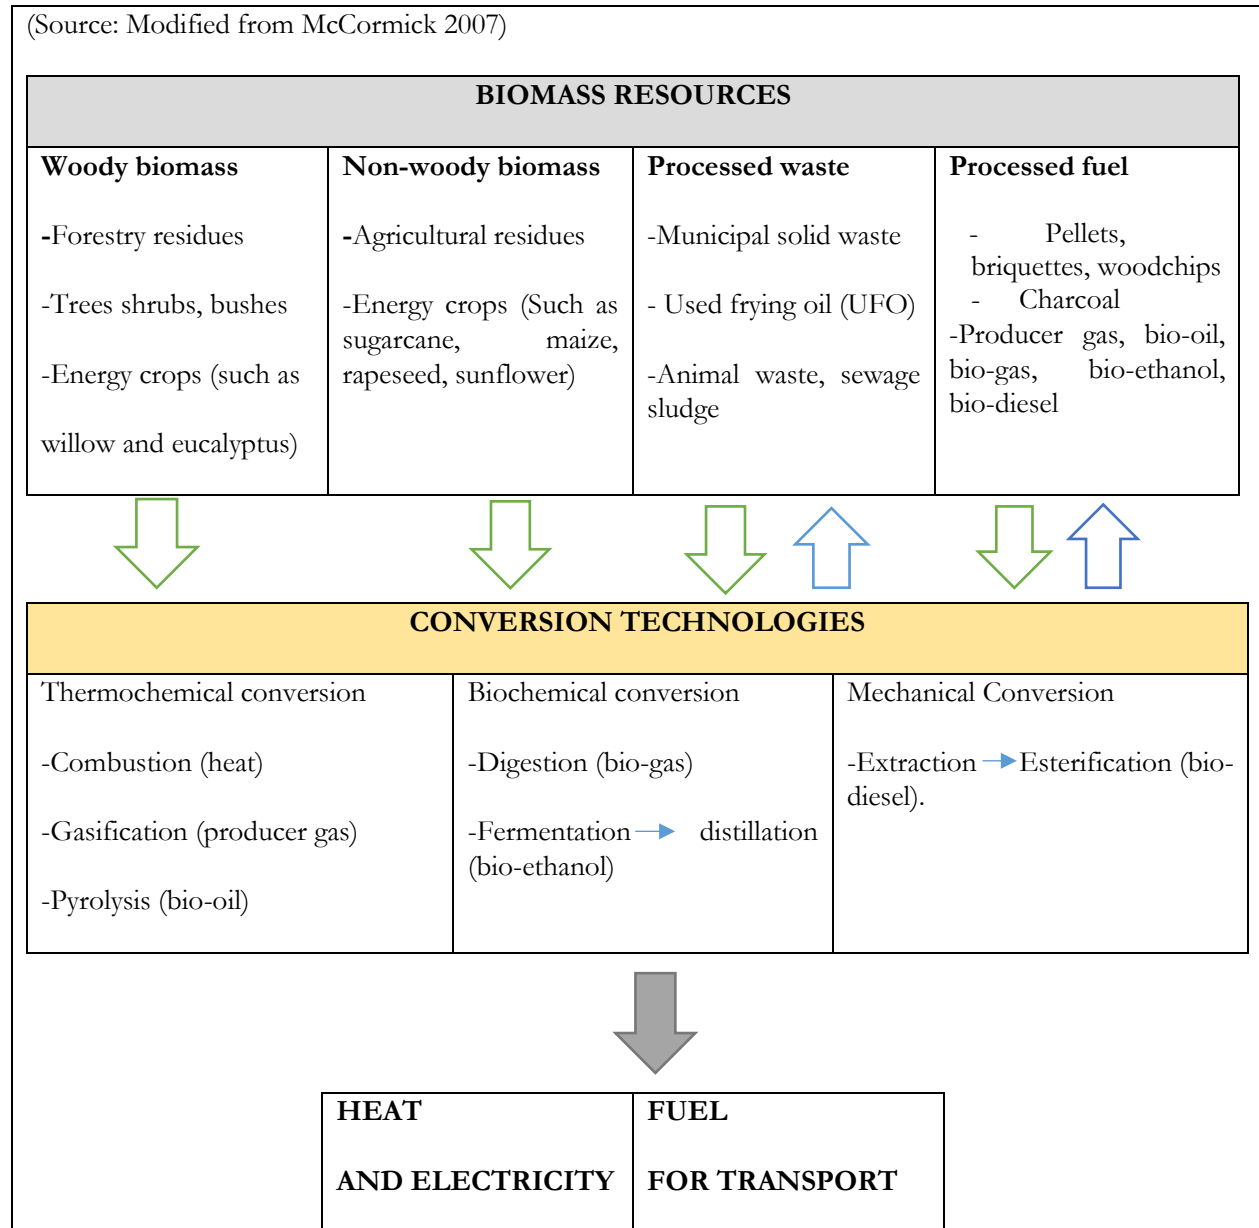 (Source: Modified from McCormick 2007)
BIOMASS RESOURCES
Woody biomass
-Forestry residues
-Trees shrubs, bushes
-Energy crops (such as
willow and eucalyptus)
Non-woody biomass
-Agricultural residues
-Energy crops (Such as
sugarcane, maize,
rapeseed, sunflower)
Processed waste
-Municipal solid waste
- Used frying oil (UFO)
-Animal waste, sewage
sludge
Processed fuel
- Pellets,
briquettes, woodchips
- Charcoal
-Producer gas, bio-oil,
bio-gas, bio-ethanol,
bio-diesel
CONVERSION TECHNOLOGIES
Thermochemical conversion
-Combustion (heat)
-Gasification (producer gas)
-Pyrolysis (bio-oil)
Biochemical conversion
-Digestion (bio-gas)
-Fermentation distillation
(bio-ethanol)
Mechanical Conversion
-Extraction Esterification (bio-
diesel).
HEAT
AND ELECTRICITY
FUEL
FOR TRANSPORT